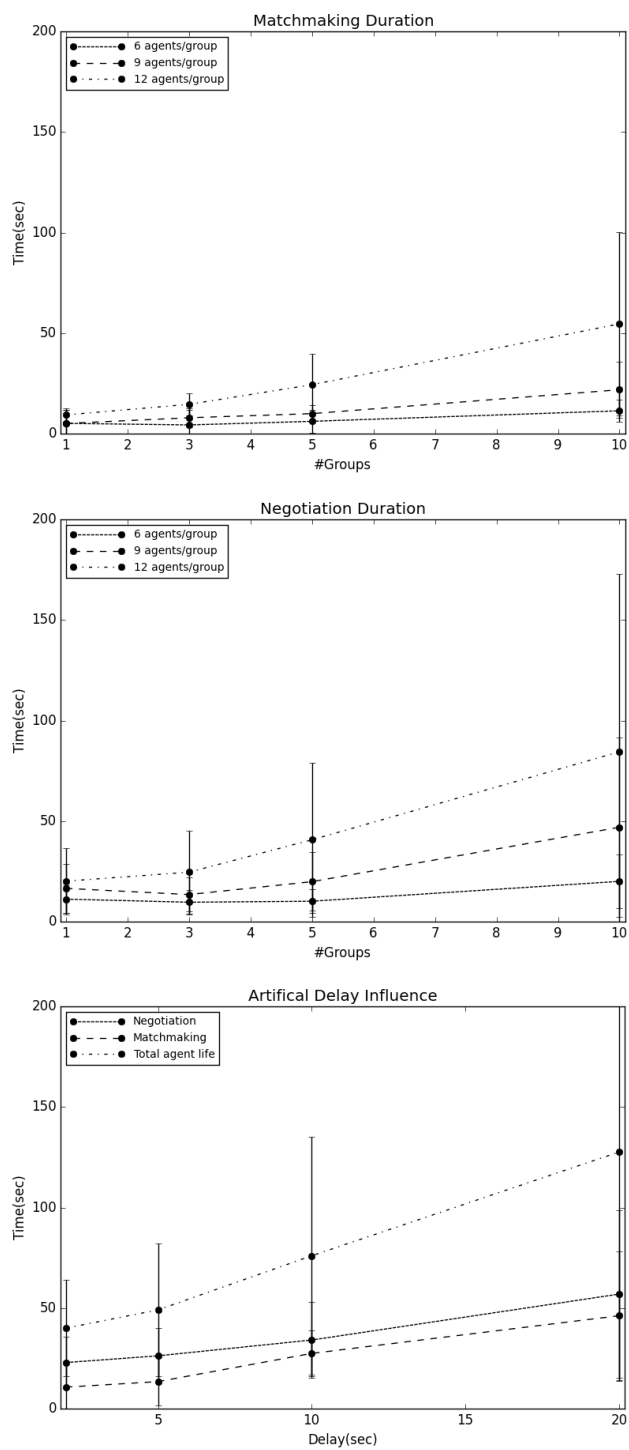 Matchmaking Duration
200
6 agents/group
9 agents/group
12 agents/group
150
100
50
0
Time(sec)
1 2 3 4 5 6 7 8 9 10
#Groups
Negotiation Duration
200
6 agents/group
9 agents/group
12 agents/group
150
100
50
0
Time(sec)
1 2 3 4 5 6 7 8 9 10
#Groups
Artifical Delay Influence
200
Negotiation
Matchmaking
Total agent life
150
100
50
0
Time(sec)
5 10 15 20
Delay(sec)